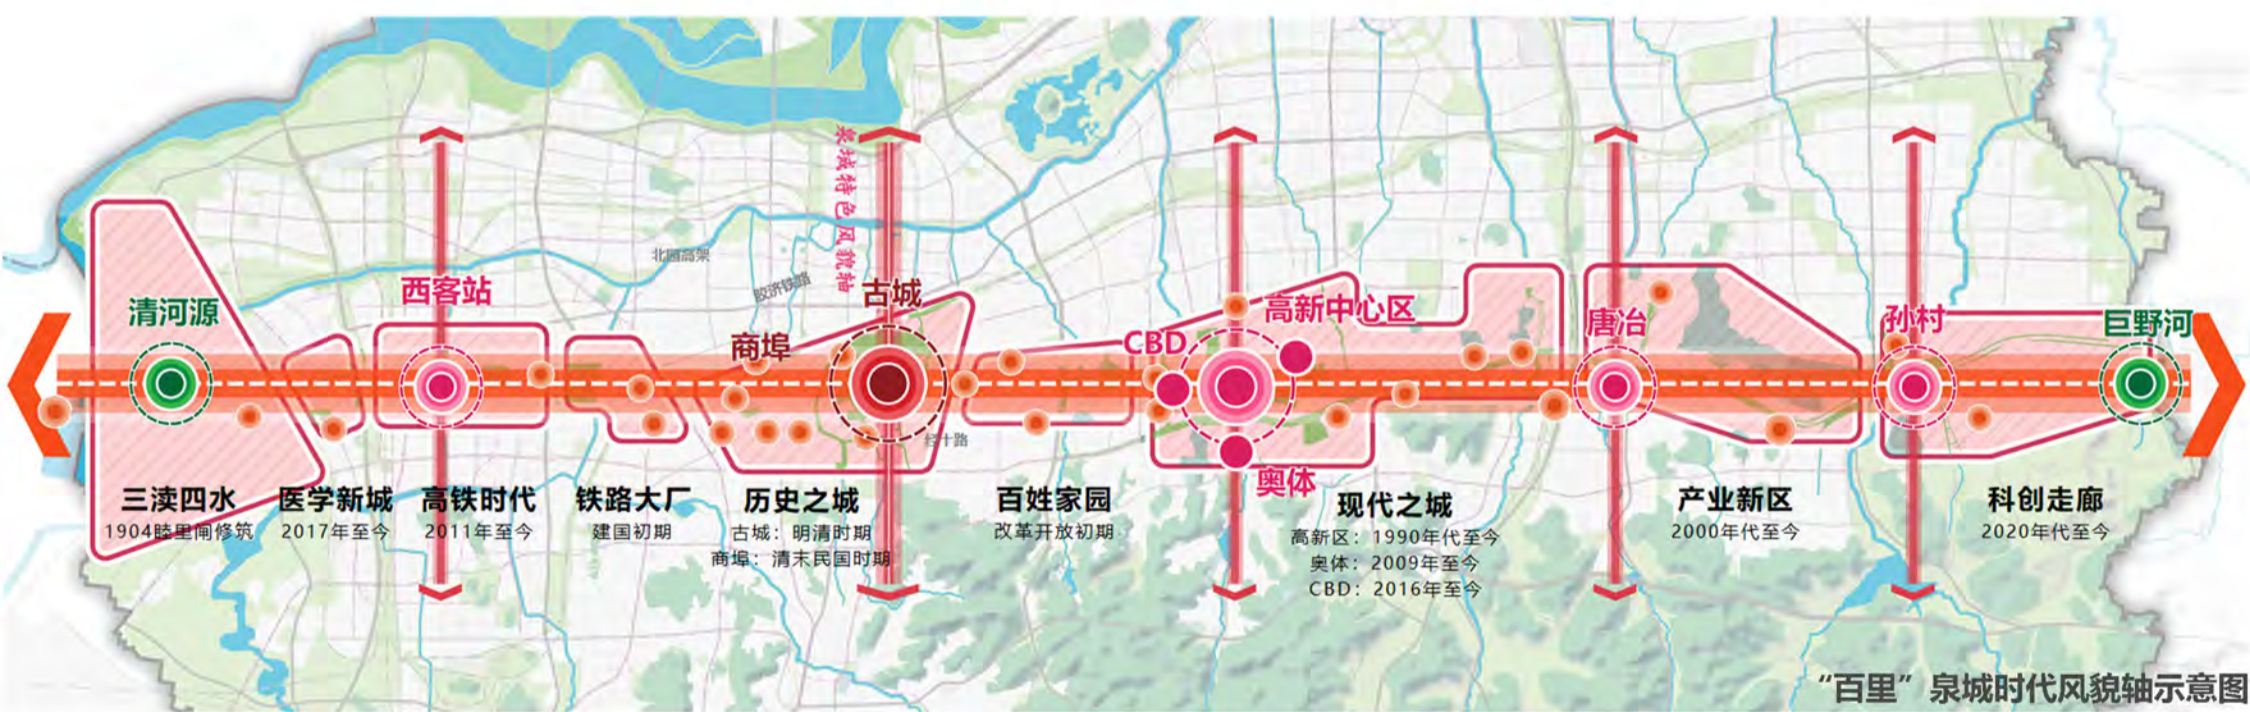 泉城特色风貌轴
北园高架
胶济铁路
清河源
西客站
古城
商埠
CBD
高新中心区
唐冶
孙村
巨野河
经十路
奥体
三渎四水
1904睦里闸修筑
医学新城
2017年至今
高铁时代
2011年至今
铁路大厂
建国初期
历史之城
古城：明清时期
商埠：清末民国时期
百姓家园
改革开放初期
现代之城
高新区：1990年代至今
奥体：2009年至今
CBD：2016年至今
产业新区
2000年代至今
科创走廊
2020年代至今
“百里”泉城时代风貌轴示意图